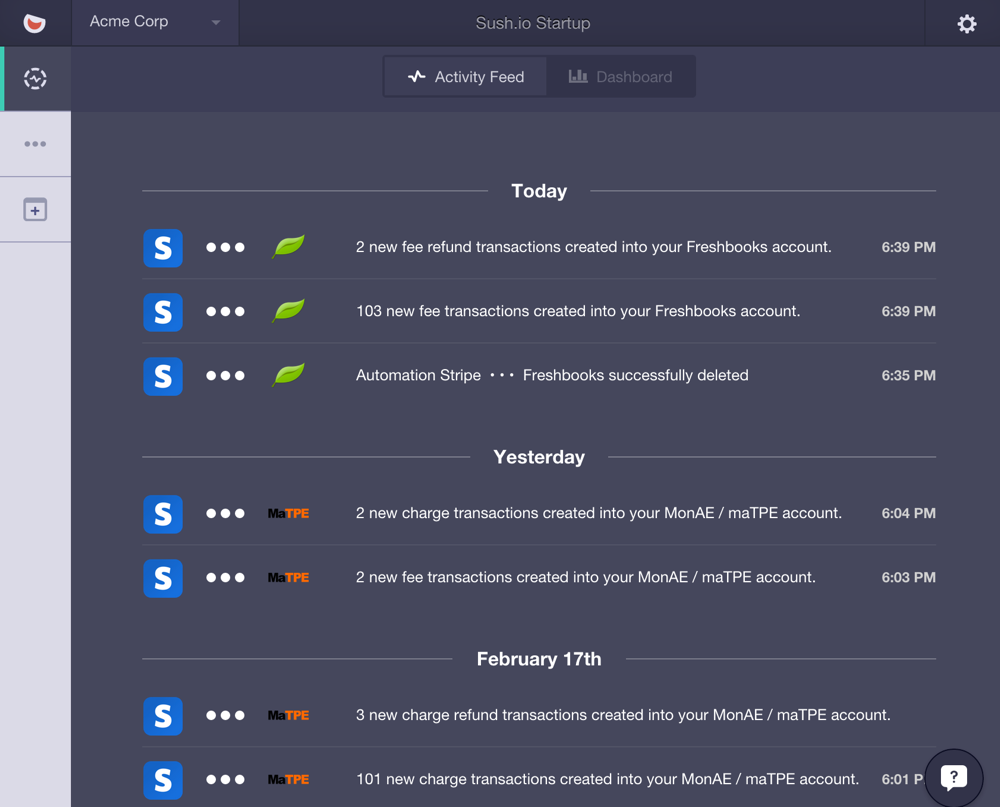 Acme Corp
Sush.io Startup
Activity Feed
Dashboard
Today
S ••• 2 new fee refund transactions created into your Freshbooks account. 6:39 PM
S ••• 103 new fee transactions created into your Freshbooks account. 6:39 PM
S ••• Automation Stripe ••• Freshbooks successfully deleted 6:35 PM
Yesterday
S ••• MaTPE 2 new charge transactions created into your MonAE / maTPE account. 6:04 PM
S ••• MaTPE 2 new fee transactions created into your MonAE / maTPE account. 6:03 PM
February 17th
S ••• MaTPE 3 new charge refund transactions created into your MonAE / maTPE account.
S ••• MaTPE 101 new charge transactions created into your MonAE / maTPE account. 6:01 P
?